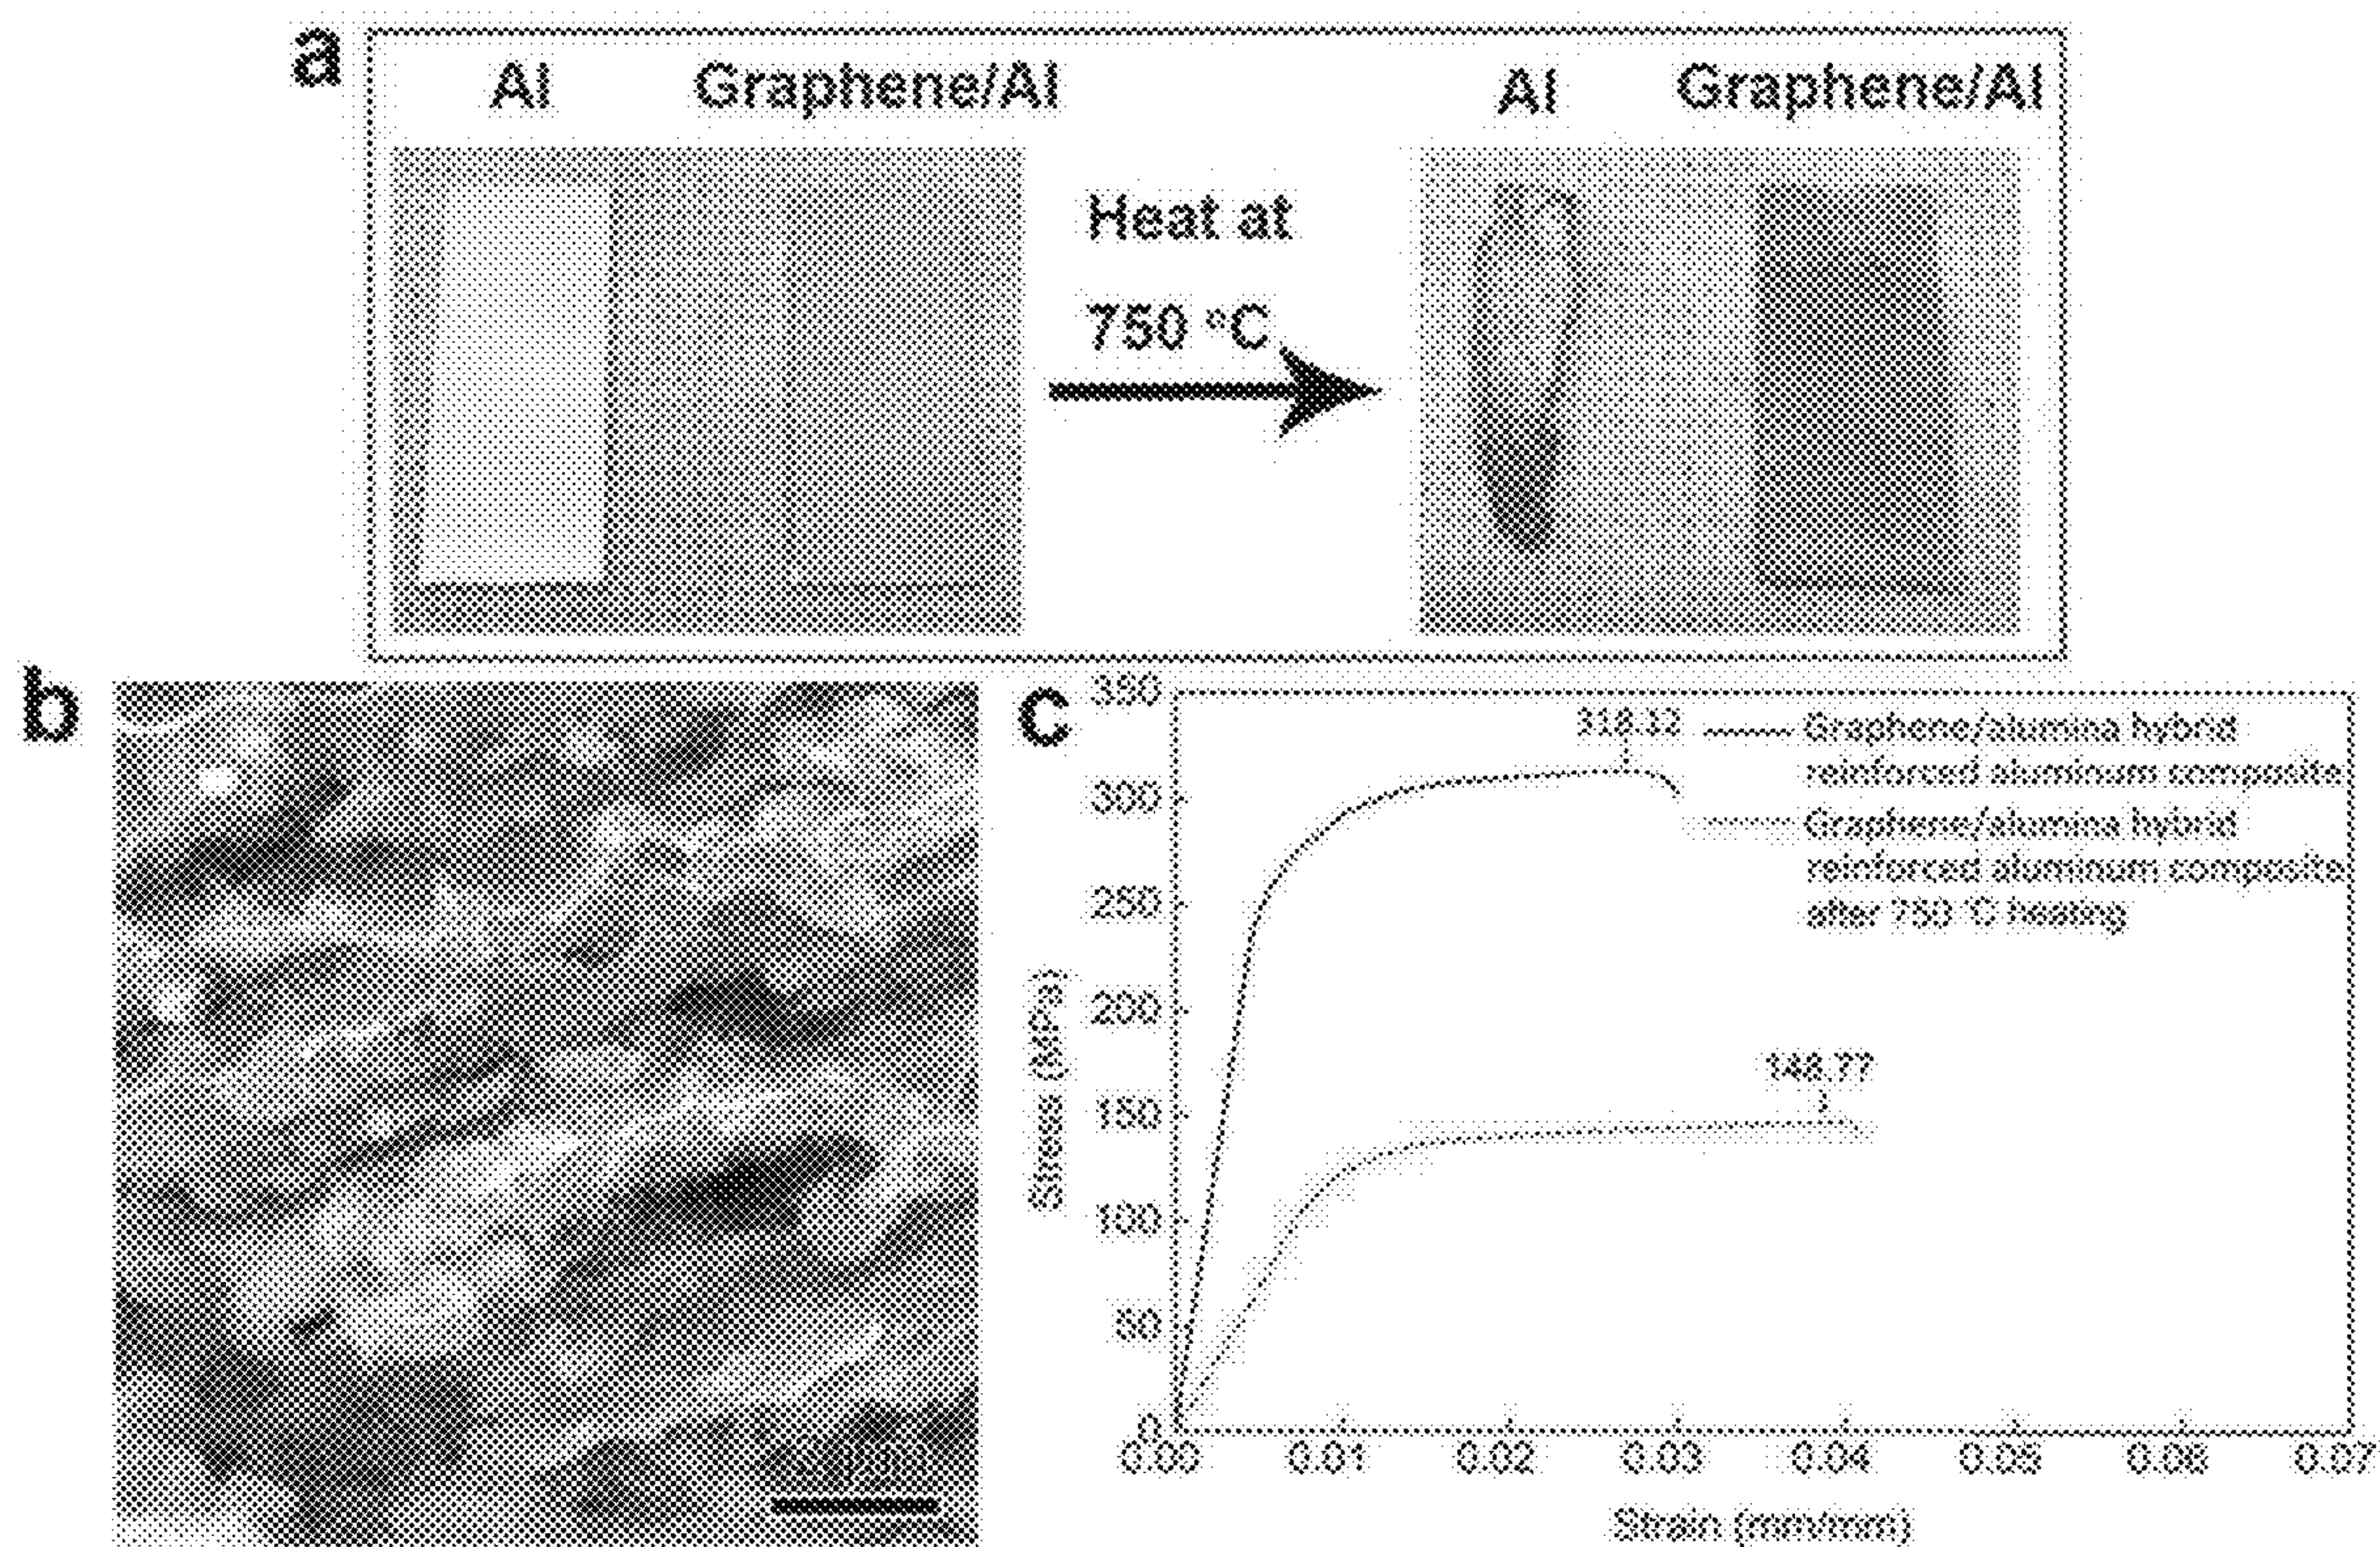 a
Al
Graphene/Al
Al
Graphene/Al
Heat at
750 °C
b
c
350
300
250
200
150
100
50
0
Stress (MPa)
318.12
Graphene/alumina hybrid
reinforced aluminum composite
Graphene/alumina hybrid
reinforced aluminum composite
after 750 °C heating
148.77
0.00
0.01
0.02
0.03
0.04
0.05
0.06
0.07
Strain (mm/mm)